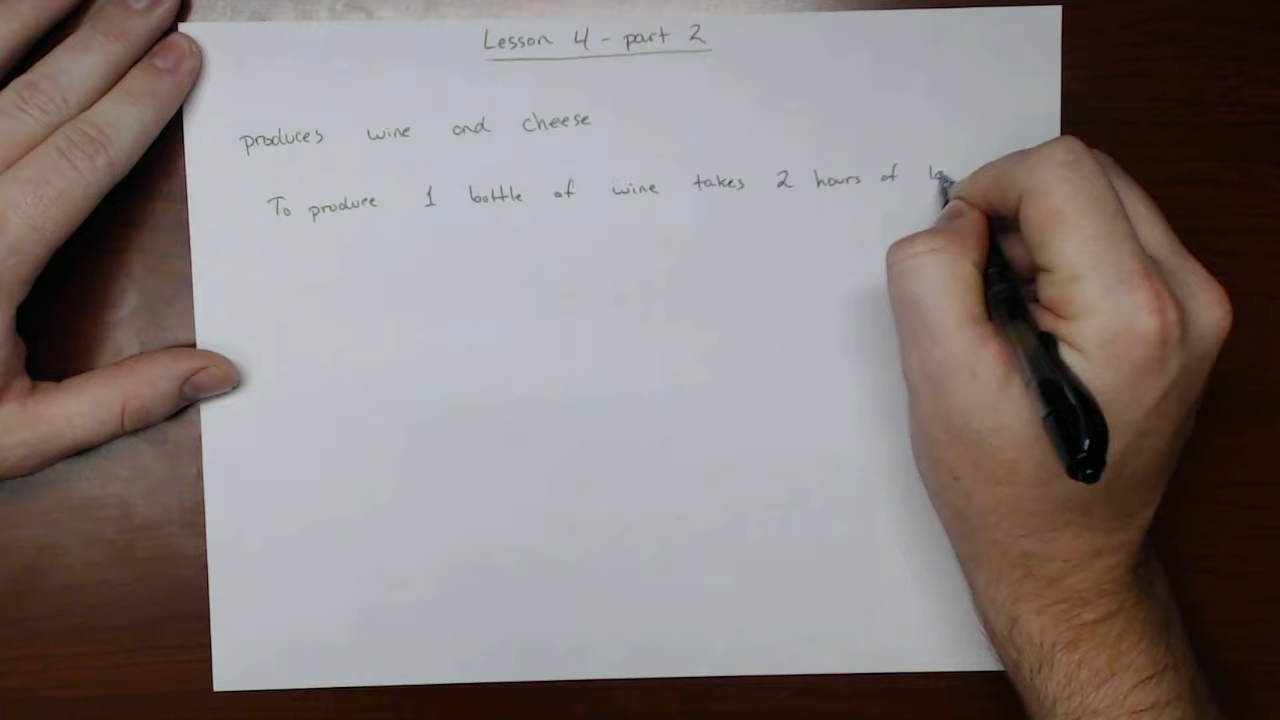 Lesson 4 - part 2
produces wine and cheese
To produce 1 bottle of wine takes 2 hours of